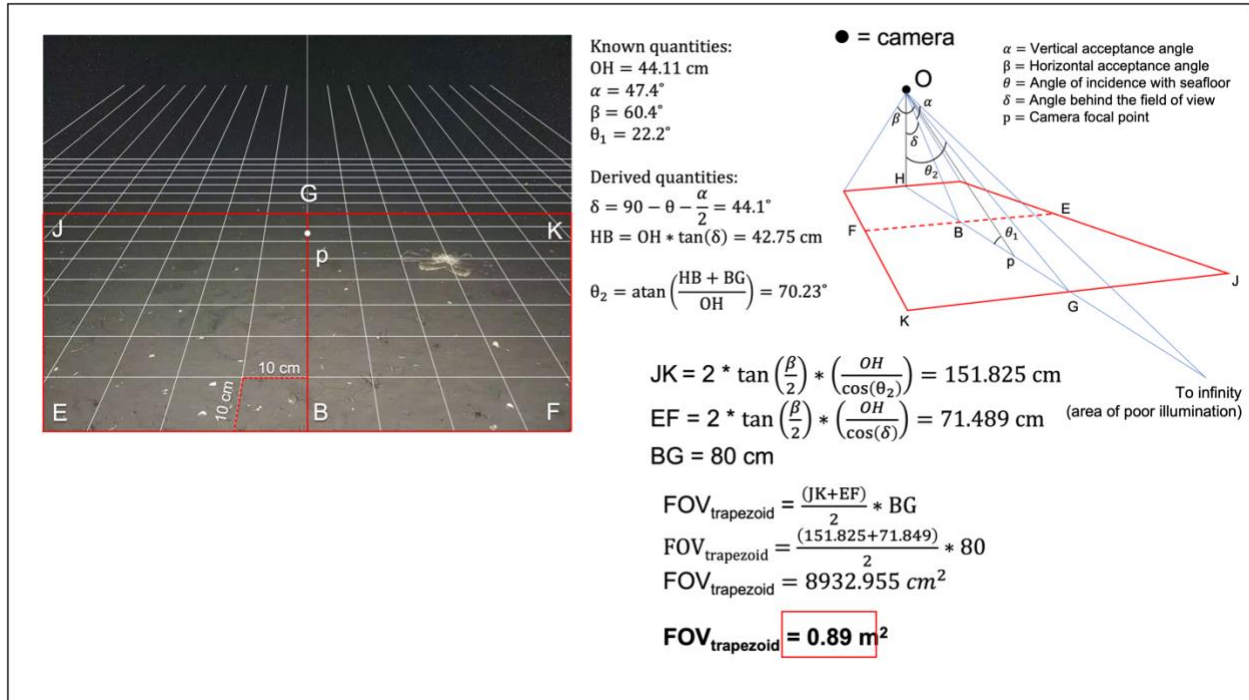 G
J
K
p
10 cm
10 cm
E
B
F
Known quantities:
OH = 44.11 cm
α = 47.4°
β = 60.4°
θ₁ = 22.2°
Derived quantities:
δ = 90 − θ − α/2 = 44.1°
HB = OH * tan(δ) = 42.75 cm
θ₂ = atan((HB + BG)/OH) = 70.23°
● = camera
α = Vertical acceptance angle
β = Horizontal acceptance angle
θ = Angle of incidence with seafloor
δ = Angle behind the field of view
p = Camera focal point
O
α
β
δ
θ₂
H
E
F
B
θ₁
p
J
G
K
To infinity
(area of poor illumination)
JK = 2 * tan(β/2) * (OH/cos(θ₂)) = 151.825 cm
EF = 2 * tan(β/2) * (OH/cos(δ)) = 71.489 cm
BG = 80 cm
FOVtrapezoid = (JK+EF)/2 * BG
FOVtrapezoid = (151.825+71.849)/2 * 80
FOVtrapezoid = 8932.955 cm²
FOVtrapezoid = 0.89 m²